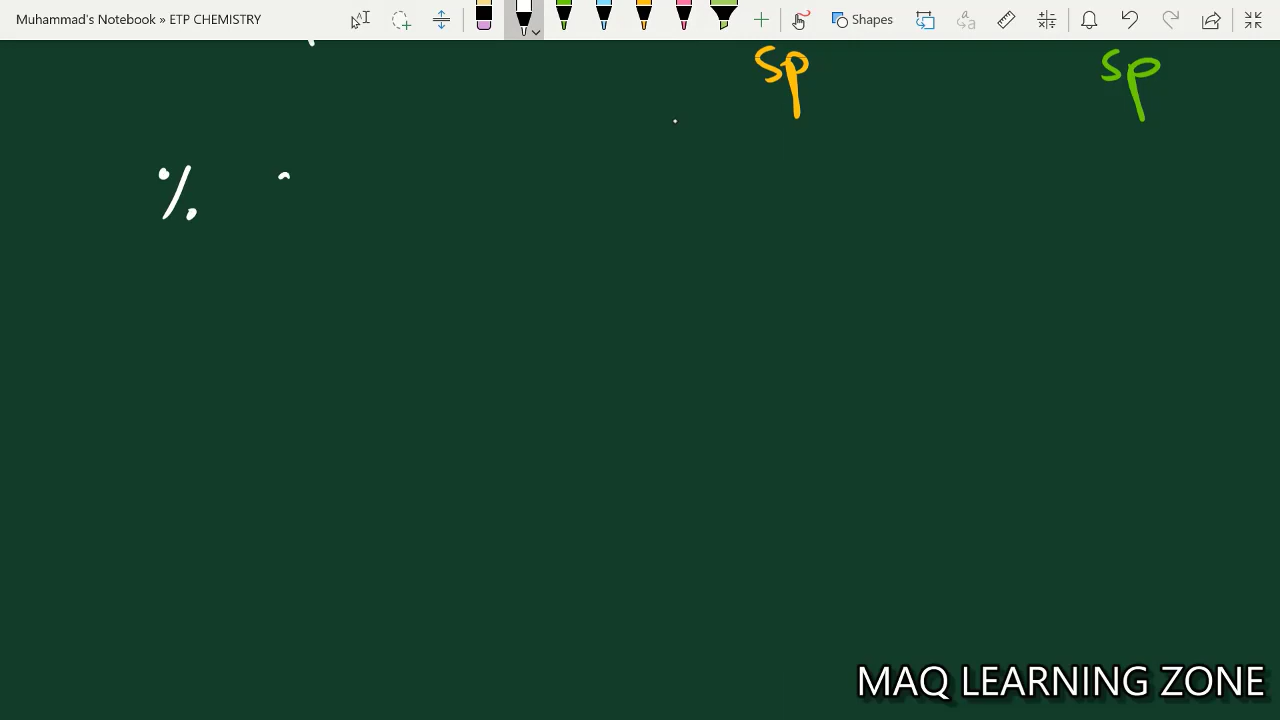 Muhammad's Notebook » ETP CHEMISTRY
Shapes
sp sp
%
MAQ LEARNING ZONE